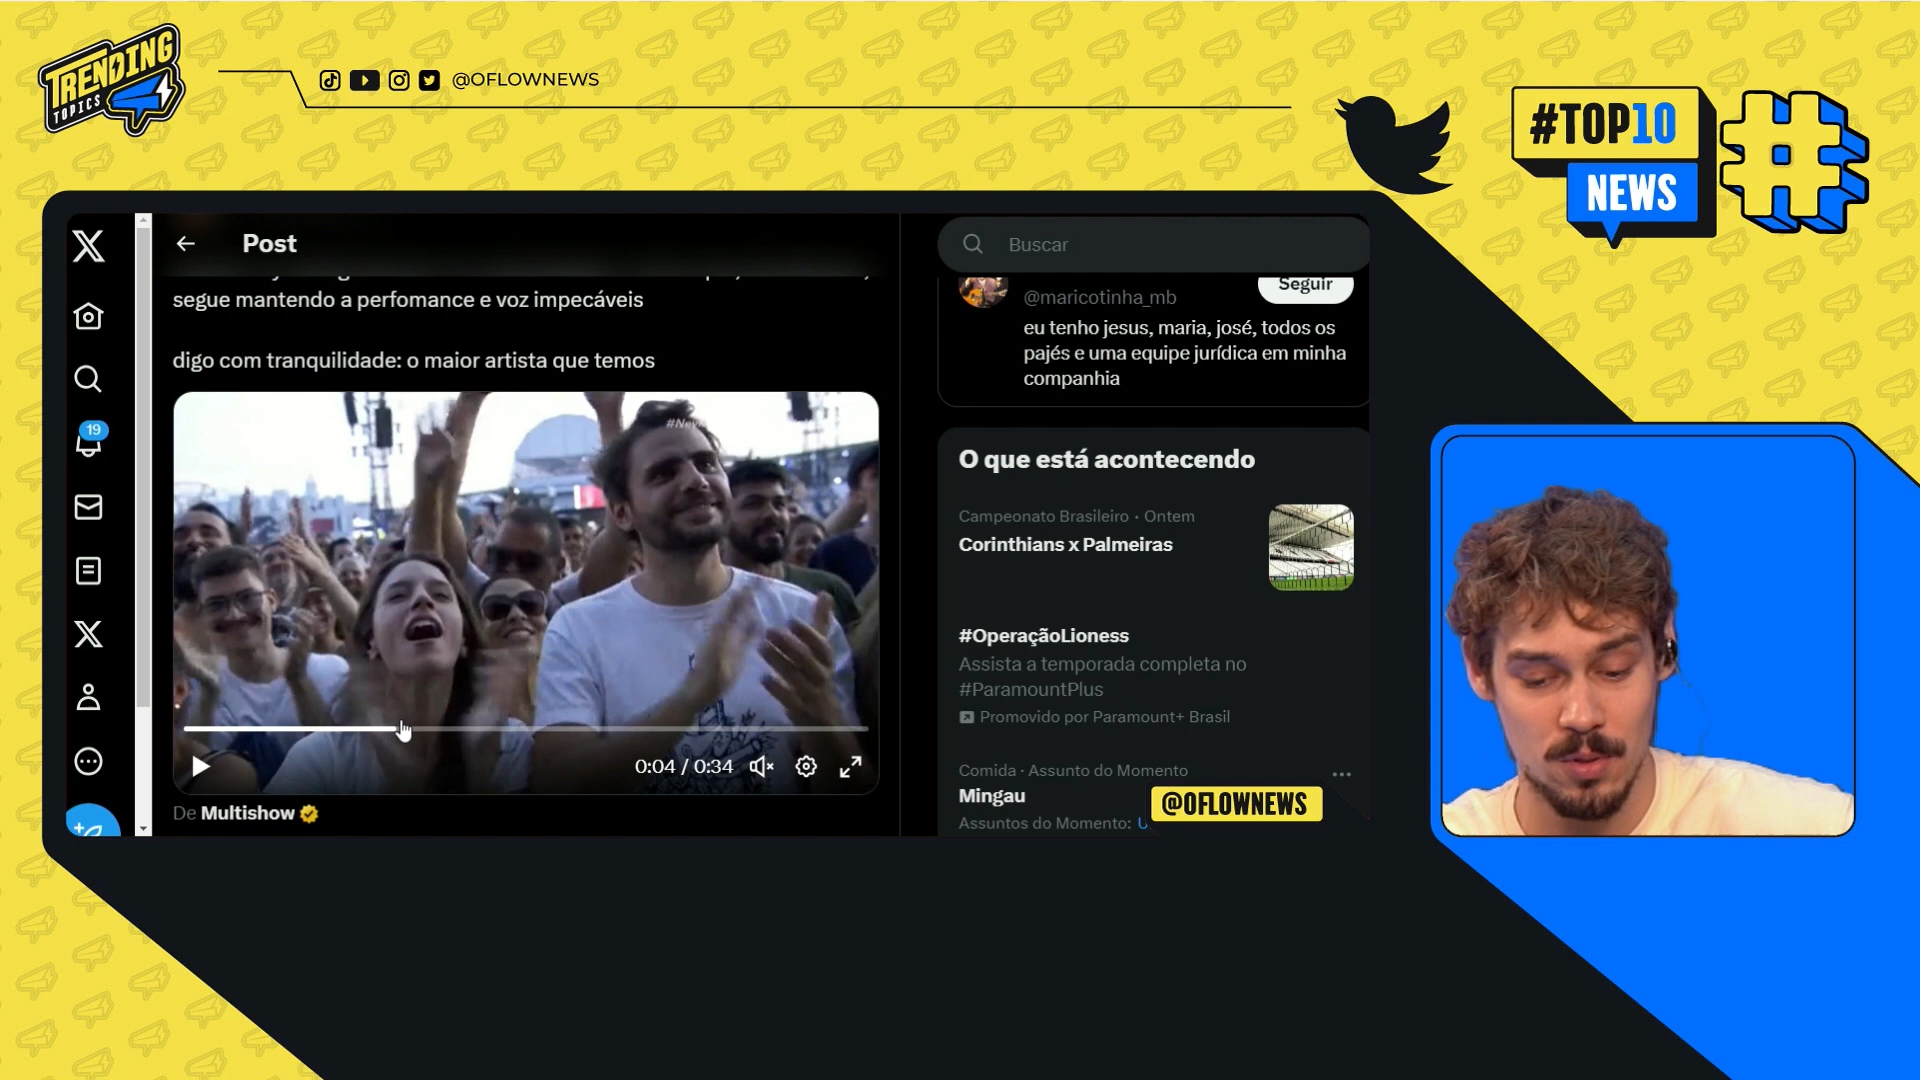 TRENDING
TOPICS
@OFLOWNEWS
#TOP10
NEWS
Post
segue mantendo a perfomance e voz impecáveis
digo com tranquilidade: o maior artista que temos
19
0:04 / 0:34
De Multishow
Buscar
@maricotinha_mb
Seguir
eu tenho jesus, maria, josé, todos os
pajés e uma equipe jurídica em minha
companhia
O que está acontecendo
Campeonato Brasileiro · Ontem
Corinthians x Palmeiras
#OperaçãoLioness
Assista a temporada completa no
#ParamountPlus
Promovido por Paramount+ Brasil
Comida · Assunto do Momento
Mingau
Assuntos do Momento:
@OFLOWNEWS